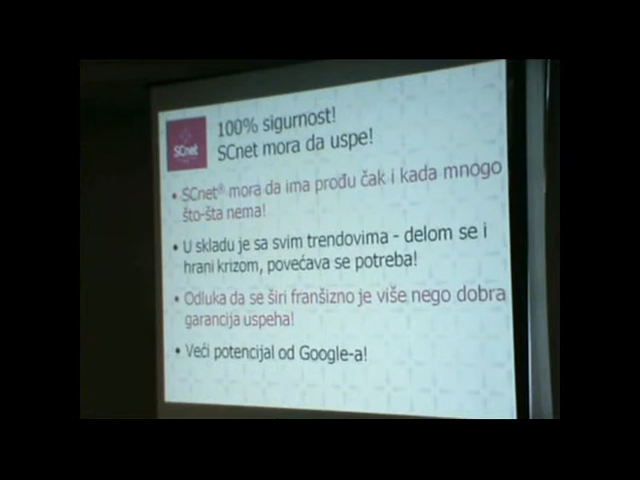 100% sigurnost!
SCnet
SCnet mora da uspe!
• SCnet® mora da ima prođu čak i kada mnogo
što-šta nema!
• U skladu je sa svim trendovima - delom se i
hrani krizom, povećava se potreba!
• Odluka da se širi franšizno je više nego dobra
garancija uspeha!
• Veći potencijal od Google-a!